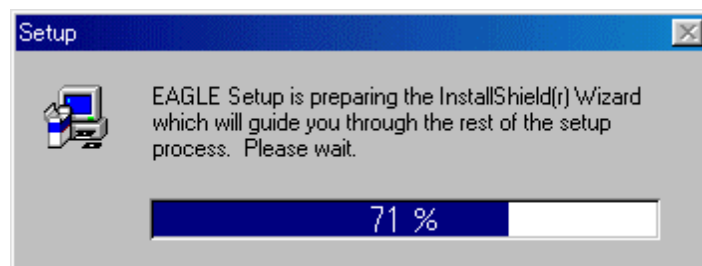 Setup
EAGLE Setup is preparing the InstallShield(r) Wizard
which will guide you through the rest of the setup
process.  Please wait.
71 %